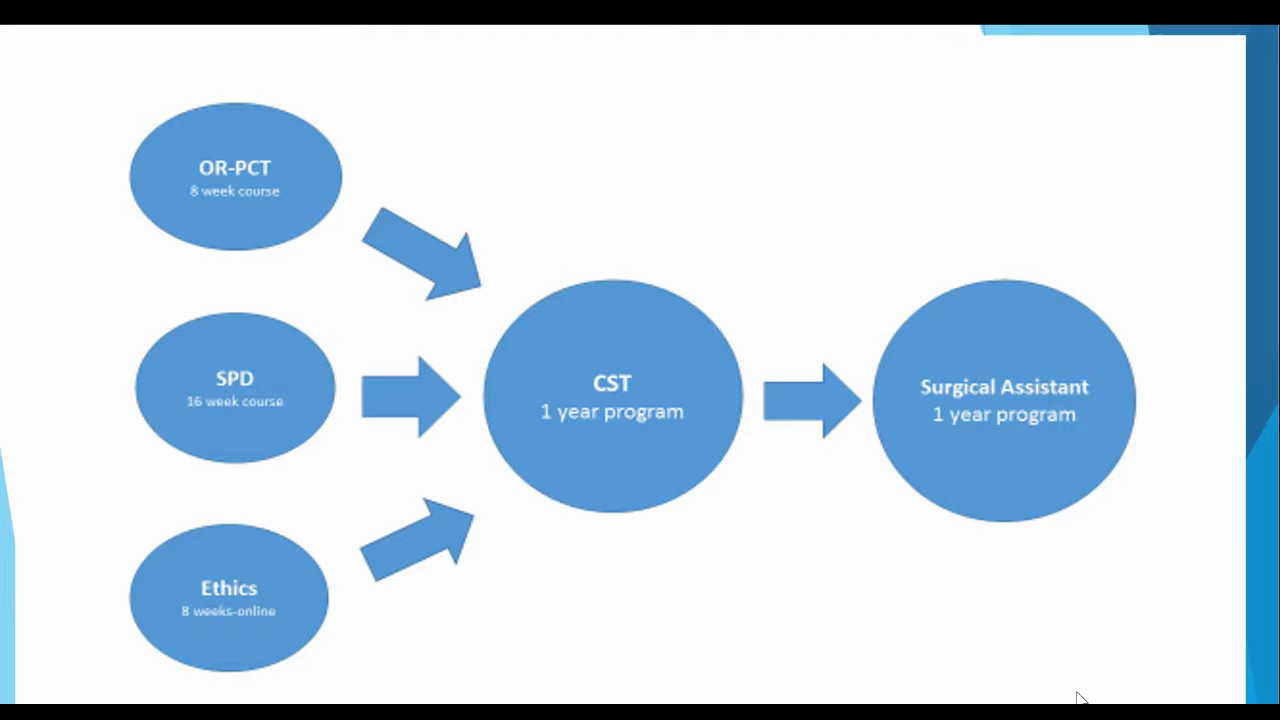 OR-PCT
8 week course
SPD
16 week course
Ethics
8 weeks-online
CST
1 year program
Surgical Assistant
1 year program